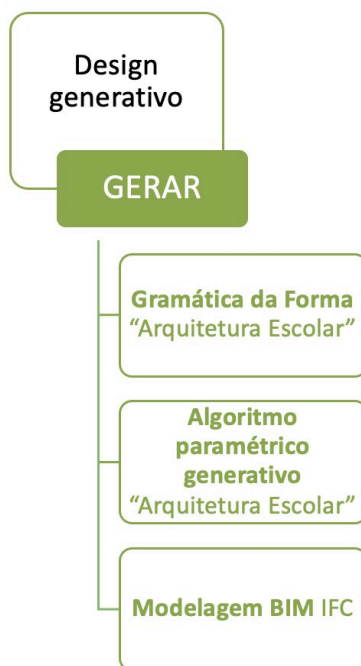 Design
generativo
GERAR
Gramática da Forma
“Arquitetura Escolar”
Algoritmo
paramétrico
generativo
“Arquitetura Escolar”
Modelagem BIM IFC